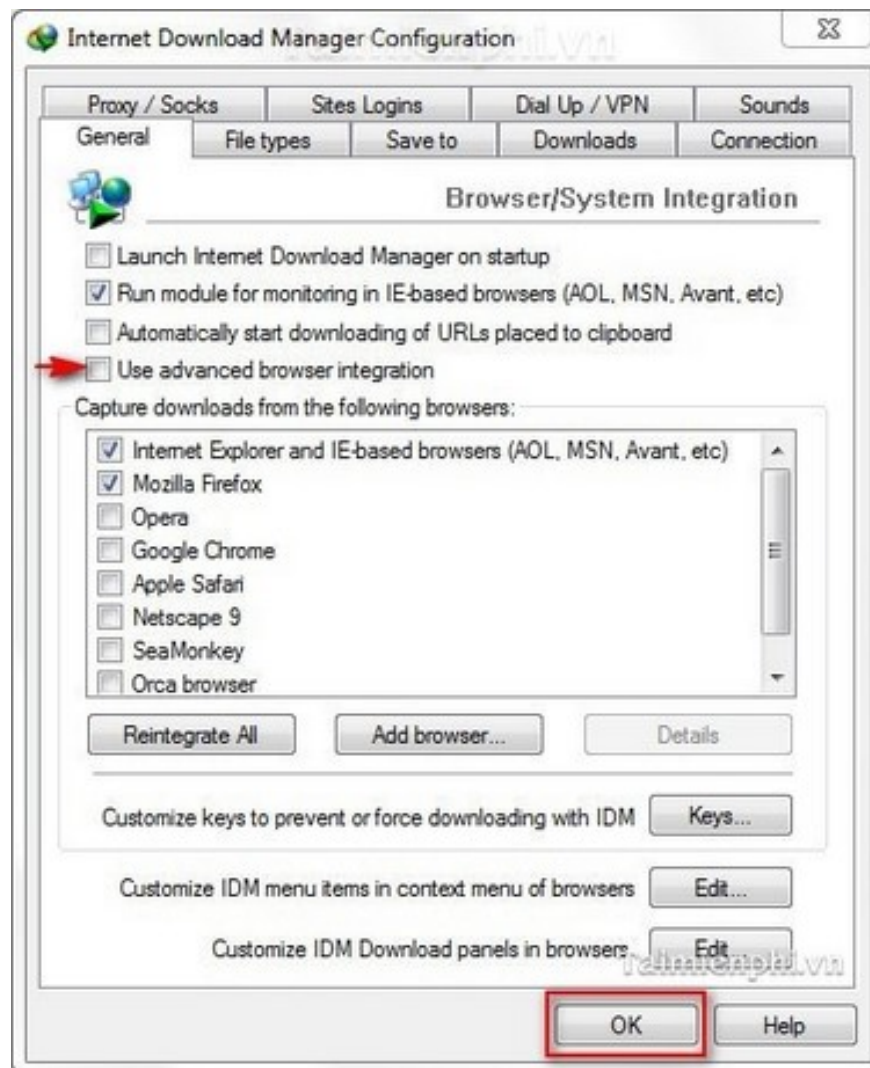 Internet Download Manager Configuration
Taimienphi.vn
Proxy / Socks Sites Logins Dial Up / VPN Sounds
General File types Save to Downloads Connection
Browser/System Integration
Launch Internet Download Manager on startup
Run module for monitoring in IE-based browsers (AOL, MSN, Avant, etc)
Automatically start downloading of URLs placed to clipboard
Use advanced browser integration
Capture downloads from the following browsers:
Internet Explorer and IE-based browsers (AOL, MSN, Avant, etc)
Mozilla Firefox
Opera
Google Chrome
Apple Safari
Netscape 9
SeaMonkey
Orca browser
Reintegrate All Add browser... Details
Customize keys to prevent or force downloading with IDM Keys...
Customize IDM menu items in context menu of browsers Edit...
Customize IDM Download panels in browsers Edit...
Taimienphi.vn
OK Help